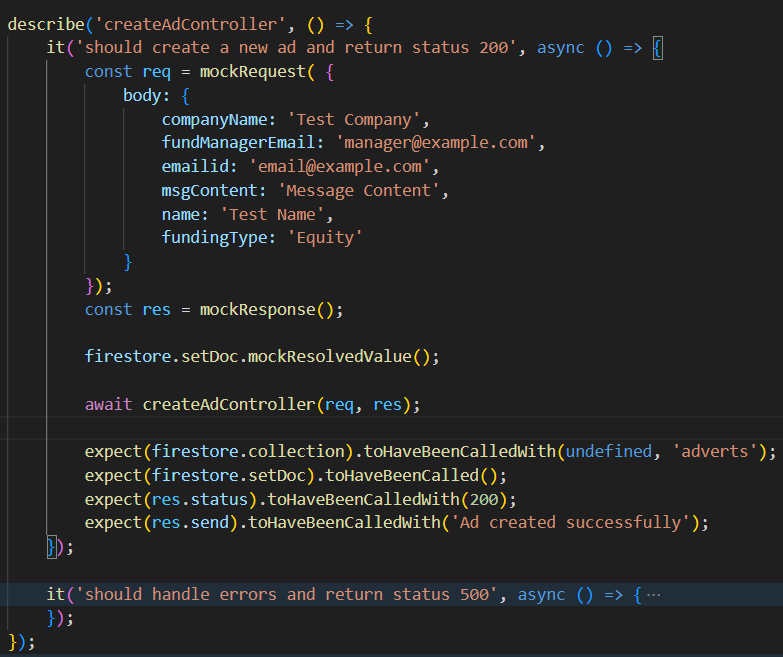 describe('createAdController', () => {
it('should create a new ad and return status 200', async () => {
const req = mockRequest( {
body: {
companyName: 'Test Company',
fundManagerEmail: 'manager@example.com',
emailid: 'email@example.com',
msgContent: 'Message Content',
name: 'Test Name',
fundingType: 'Equity'
}
});
const res = mockResponse();
firestore.setDoc.mockResolvedValue();
await createAdController(req, res);
expect(firestore.collection).toHaveBeenCalledWith(undefined, 'adverts');
expect(firestore.setDoc).toHaveBeenCalled();
expect(res.status).toHaveBeenCalledWith(200);
expect(res.send).toHaveBeenCalledWith('Ad created successfully');
});
it('should handle errors and return status 500', async () => { ...
});
});